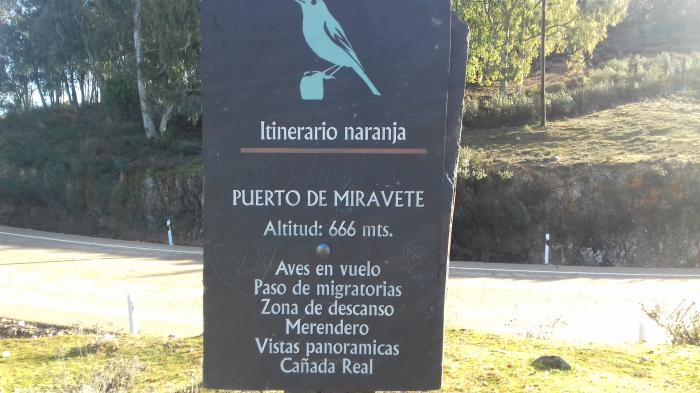 Itinerario naranja
PUERTO DE MIRAVETE
Altitud: 666 mts.
Aves en vuelo
Paso de migratorias
Zona de descanso
Merendero
Vistas panoramicas
Cañada Real